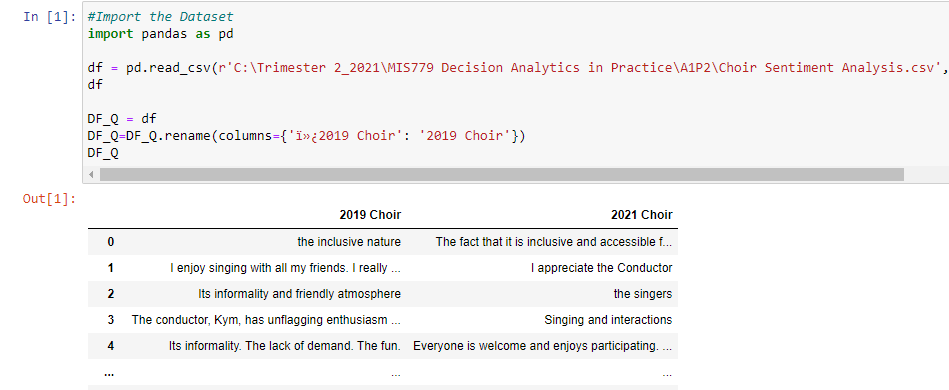 In [1]: #Import the Dataset
import pandas as pd
df = pd.read_csv(r'C:\Trimester 2_2021\MIS779 Decision Analytics in Practice\A1P2\Choir Sentiment Analysis.csv',
df
DF_Q = df
DF_Q=DF_Q.rename(columns={'ï»¿2019 Choir': '2019 Choir'})
DF_Q
Out[1]:
2019 Choir 2021 Choir
0 the inclusive nature The fact that it is inclusive and accessible f...
1 I enjoy singing with all my friends. I really ... I appreciate the Conductor
2 Its informality and friendly atmosphere the singers
3 The conductor, Kym, has unflagging enthusiasm ... Singing and interactions
4 Its informality. The lack of demand. The fun. Everyone is welcome and enjoys participating. ...
... ... ...